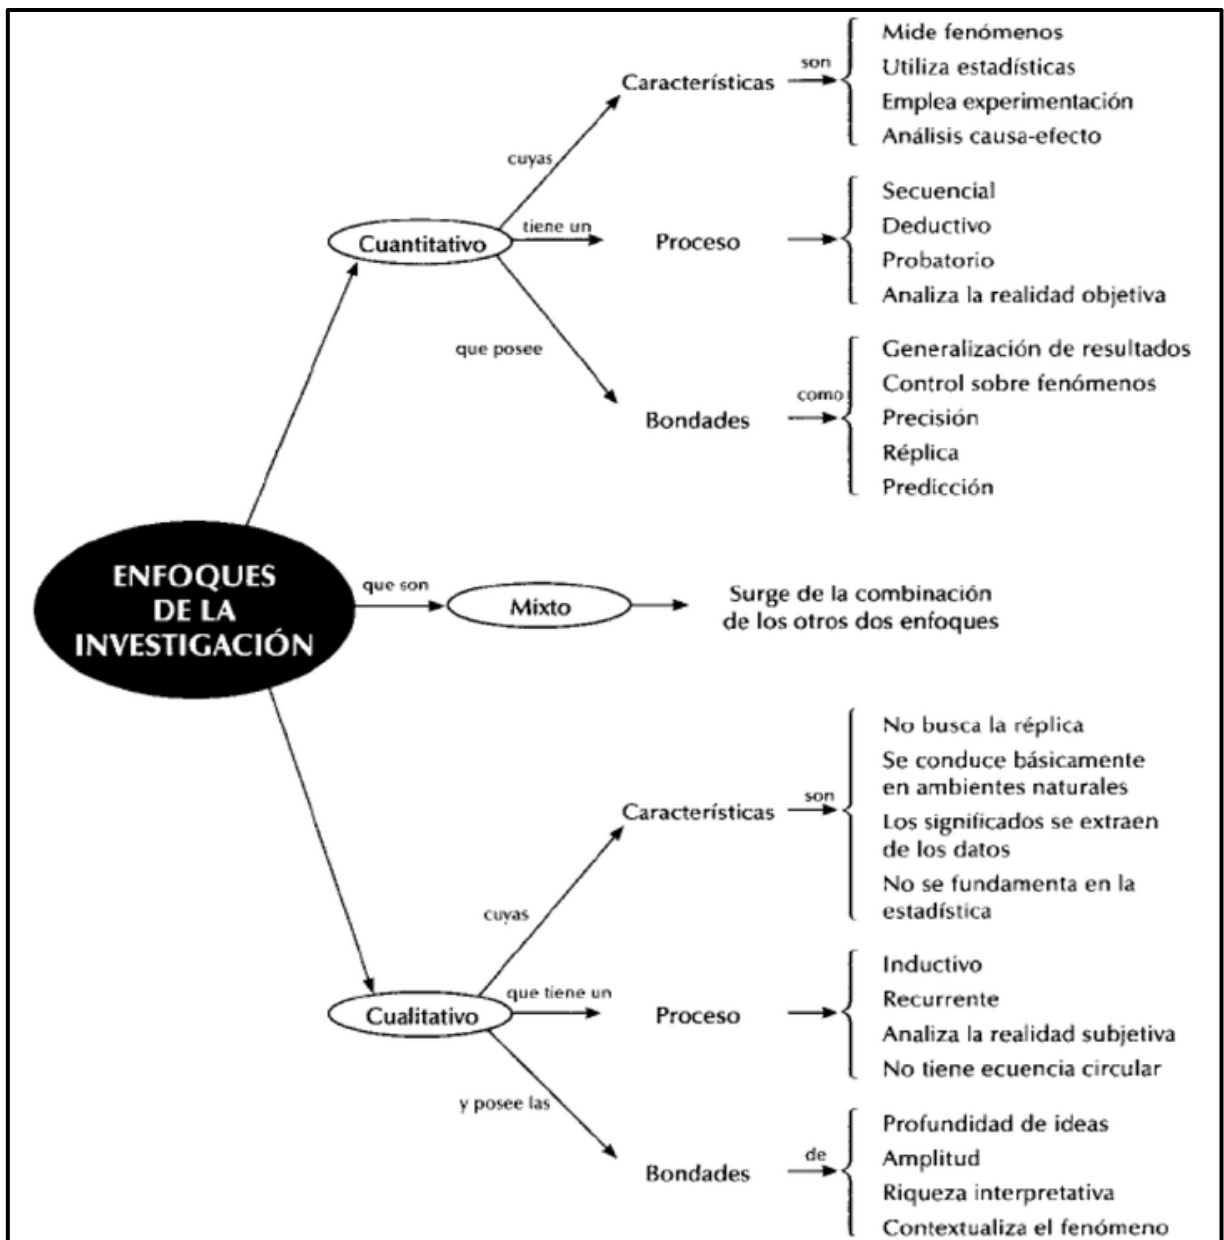 Mide fenómenos
Utiliza estadísticas
Emplea experimentación
Análisis causa-efecto
son
Características
cuyas
Secuencial
Deductivo
Probatorio
Analiza la realidad objetiva
tiene un
Proceso
Cuantitativo
que posee
Generalización de resultados
Control sobre fenómenos
Precisión
Réplica
Predicción
como
Bondades
ENFOQUES
DE LA
INVESTIGACIÓN
que son
Mixto
Surge de la combinación
de los otros dos enfoques
No busca la réplica
Se conduce básicamente
en ambientes naturales
Los significados se extraen
de los datos
No se fundamenta en la
estadística
son
Características
cuyas
Inductivo
Recurrente
Analiza la realidad subjetiva
No tiene ecuencia circular
que tiene un
Proceso
Cualitativo
y posee las
Profundidad de ideas
Amplitud
Riqueza interpretativa
Contextualiza el fenómeno
de
Bondades